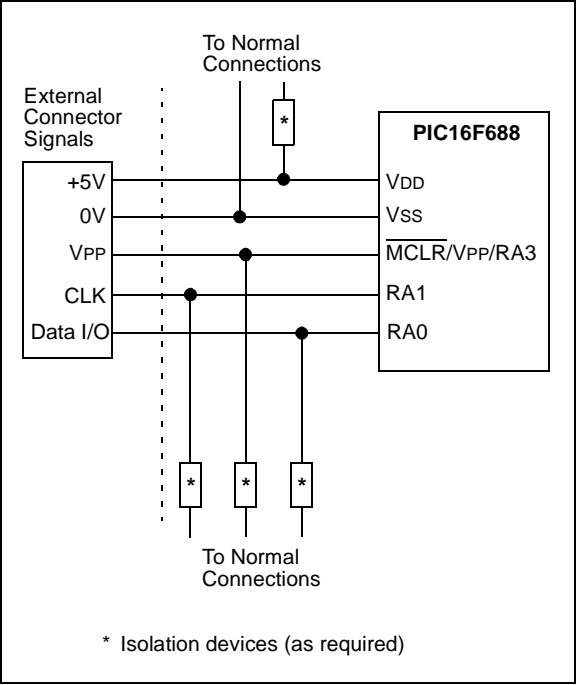 To Normal
Connections
External
Connector
Signals
*
PIC16F688
+5V
VDD
0V
VSS
VPP
MCLR/VPP/RA3
CLK
RA1
Data I/O
RA0
* * *
To Normal
Connections
* Isolation devices (as required)